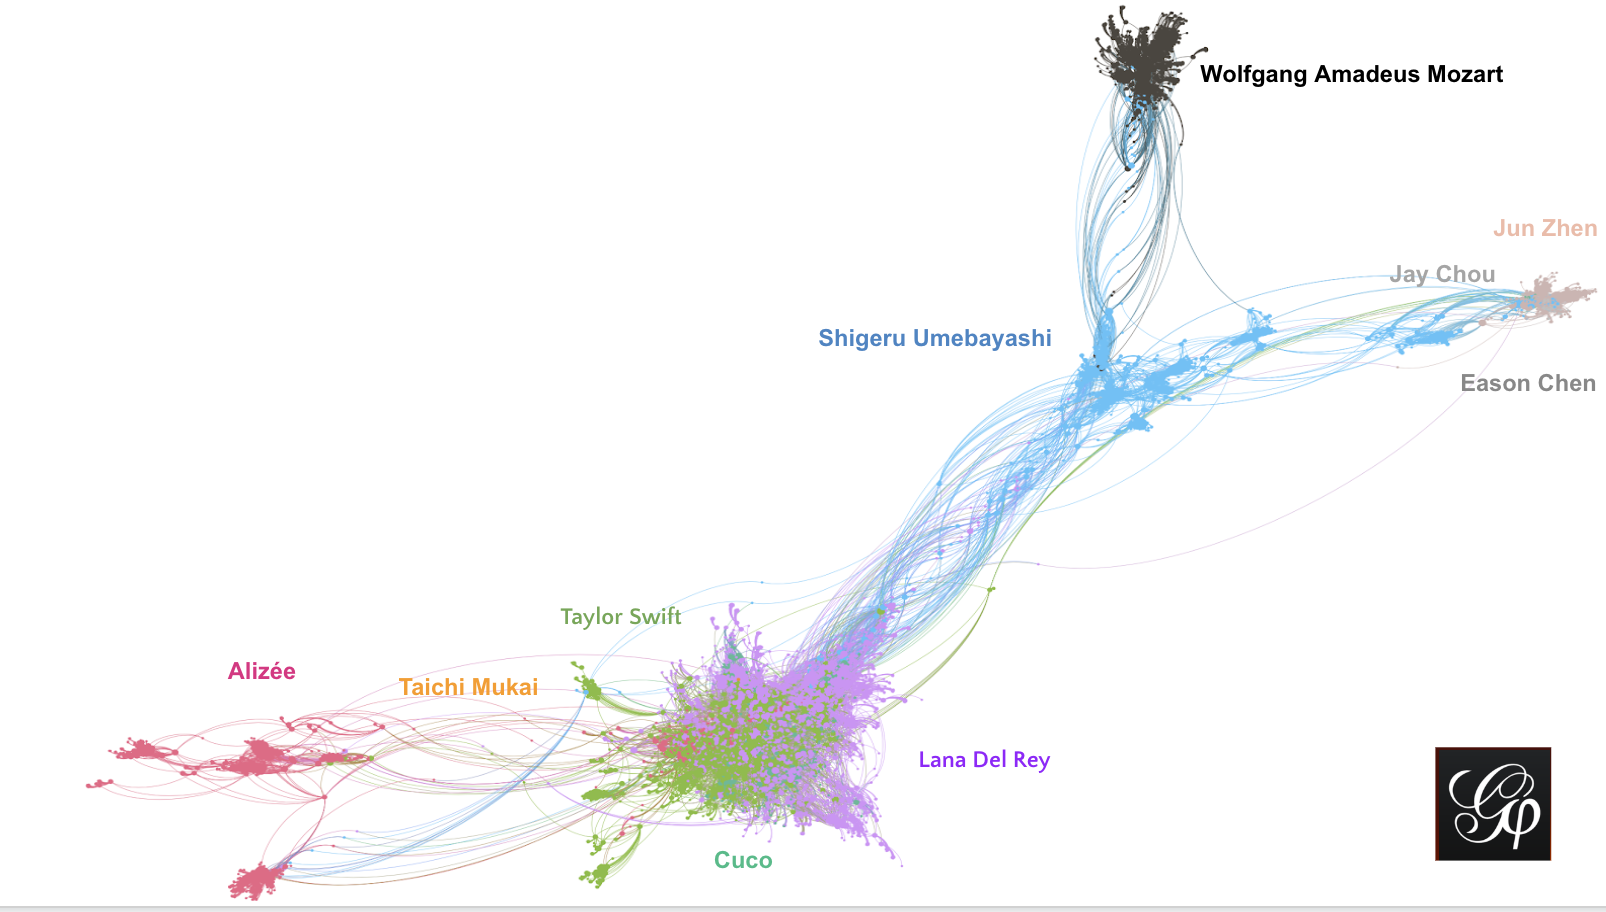 Wolfgang Amadeus Mozart
Jun Zhen
Jay Chou
Shigeru Umebayashi
Eason Chen
Taylor Swift
Alizée
Taichi Mukai
Lana Del Rey
Cuco
Gφ